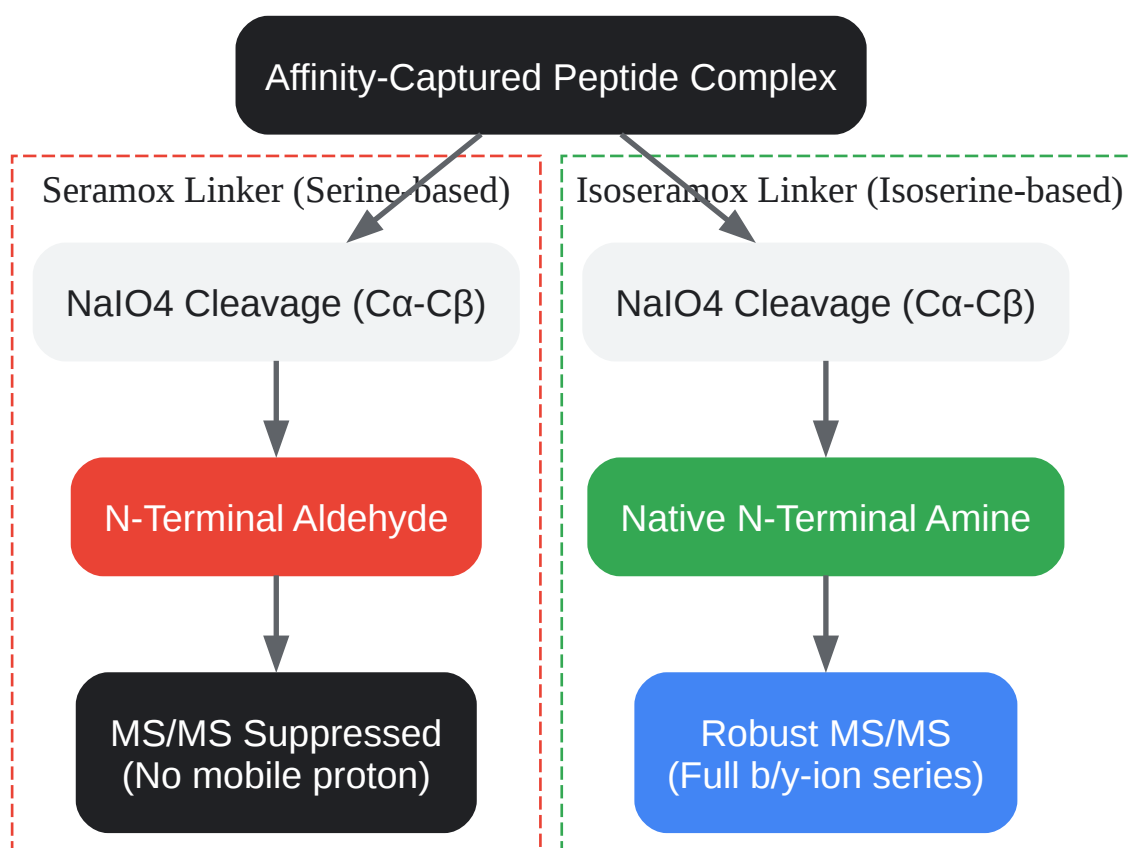 Affinity-Captured Peptide Complex
Seramox Linker (Serine-based)
NaIO4 Cleavage (Cα-Cβ)
N-Terminal Aldehyde
MS/MS Suppressed
(No mobile proton)
Isoseramox Linker (Isoserine-based)
NaIO4 Cleavage (Cα-Cβ)
Native N-Terminal Amine
Robust MS/MS
(Full b/y-ion series)